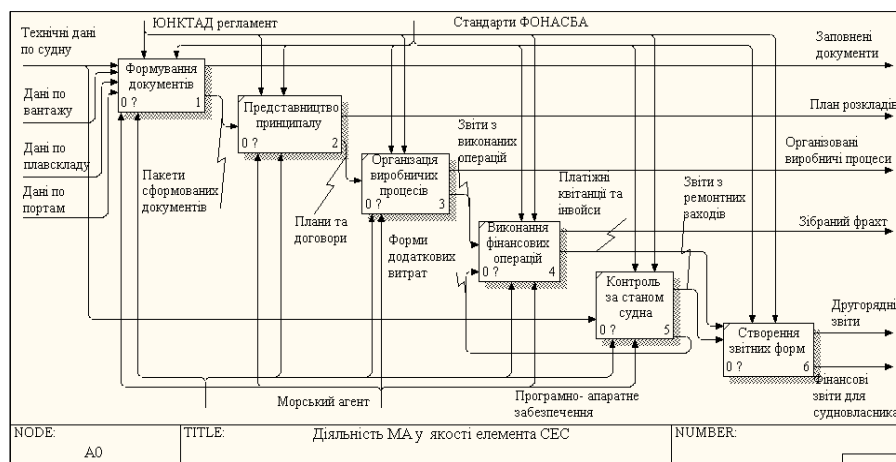 ЮНКТАД регламент
Стандарти ФОНАСБА
Технічні дані
по судну
Дані по
вантажу
Дані по
плавскладу
Дані по
портам
Формування
документів
0 ?
1
Представництво
принципалу
0 ?
2
Організація
виробничих
процесів
0 ?
3
Виконання
фінансових
операцій
0 ?
4
Контроль
за станом
судна
0 ?
5
Створення
звітних форм
0 ?
6
Пакети
сформованих
документів
Плани та
договори
Форми
додаткових
витрат
Звіти з
виконаних
операцій
Платіжні
квітанції та
інвойси
Звіти з
ремонтних
заходів
Заповнені
документи
План розкладів
Організовані
виробничі процеси
Зібраний фрахт
Другорядні
звіти
Фінансові
звіти для
судновласника
Морський агент
Програмно- апаратне
забезпечення
NODE:
A0
TITLE:
Діяльність МА у якості елемента СЕС
NUMBER: